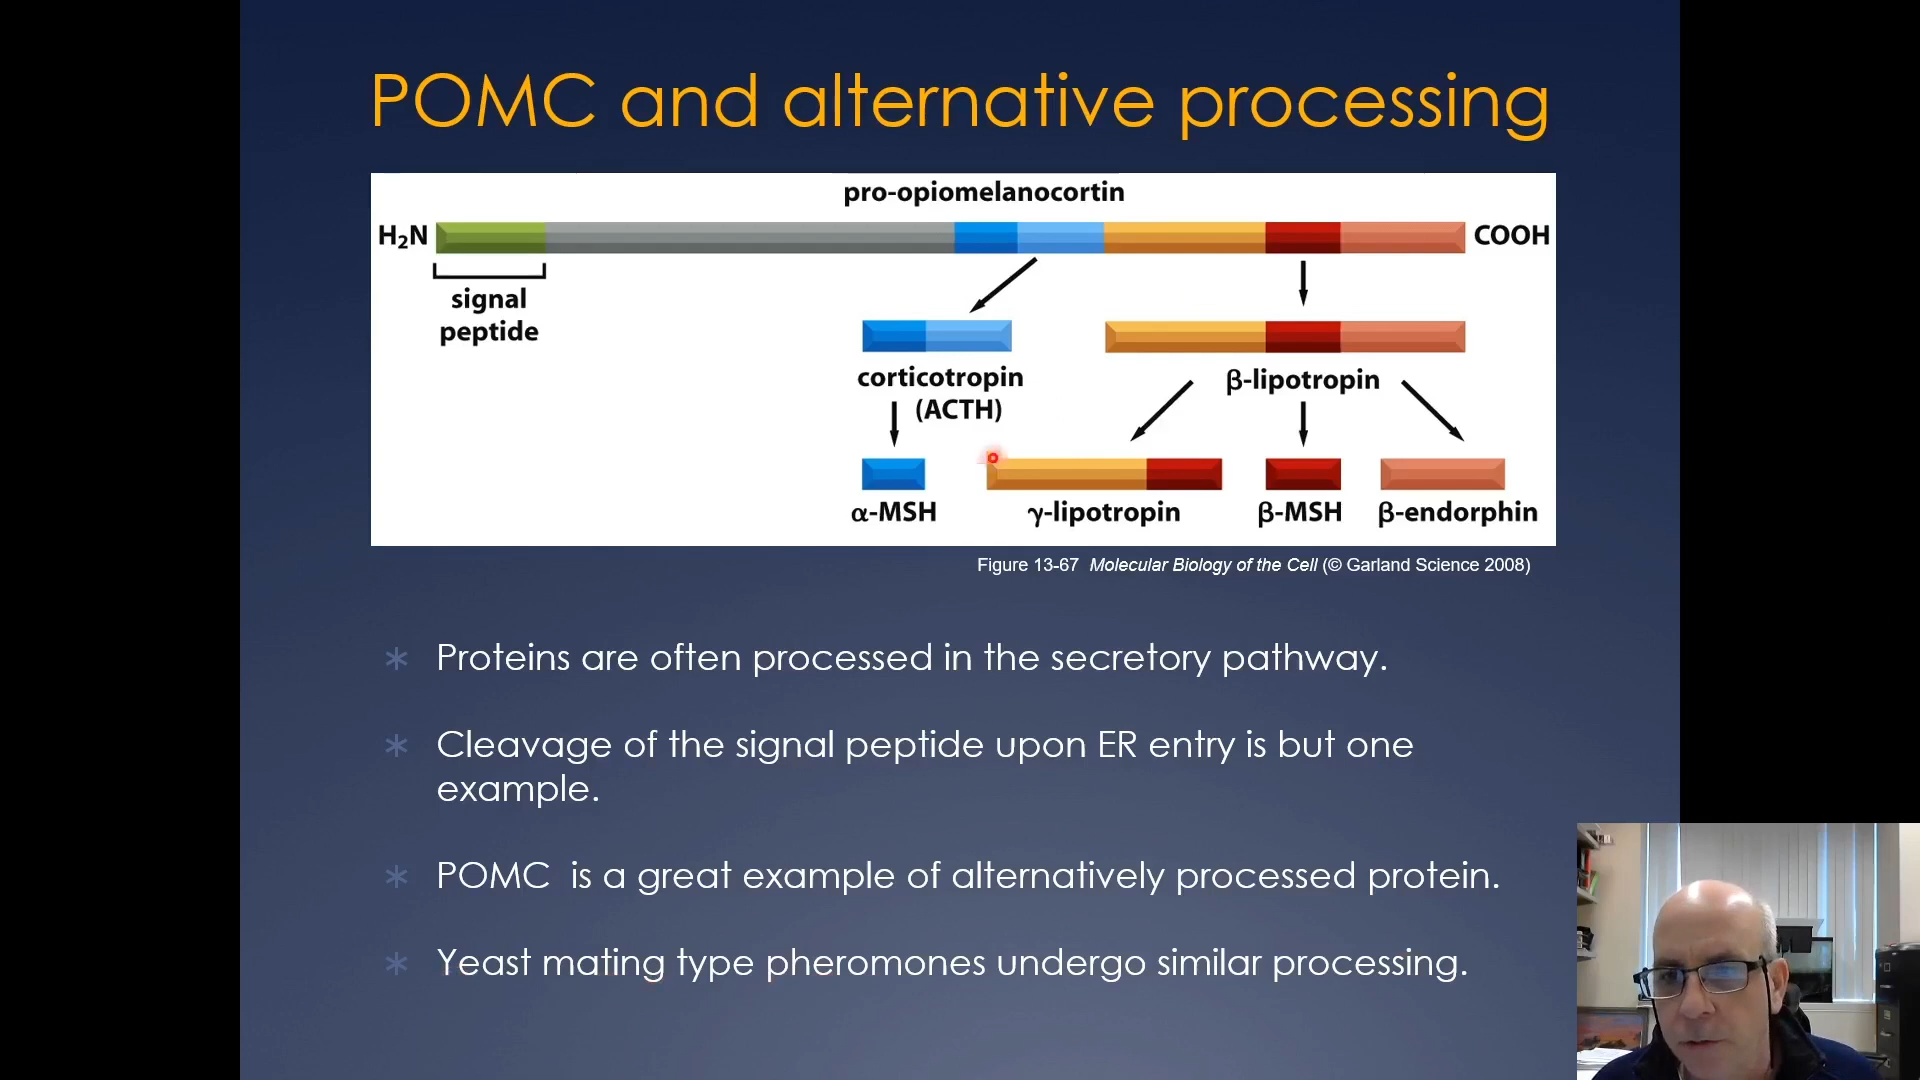 POMC and alternative processing
pro-opiomelanocortin
H₂N
COOH
signal
peptide
corticotropin
(ACTH)
β-lipotropin
α-MSH
γ-lipotropin
β-MSH
β-endorphin
Figure 13-67 Molecular Biology of the Cell (© Garland Science 2008)
* Proteins are often processed in the secretory pathway.
* Cleavage of the signal peptide upon ER entry is but one
example.
* POMC is a great example of alternatively processed protein.
* Yeast mating type pheromones undergo similar processing.